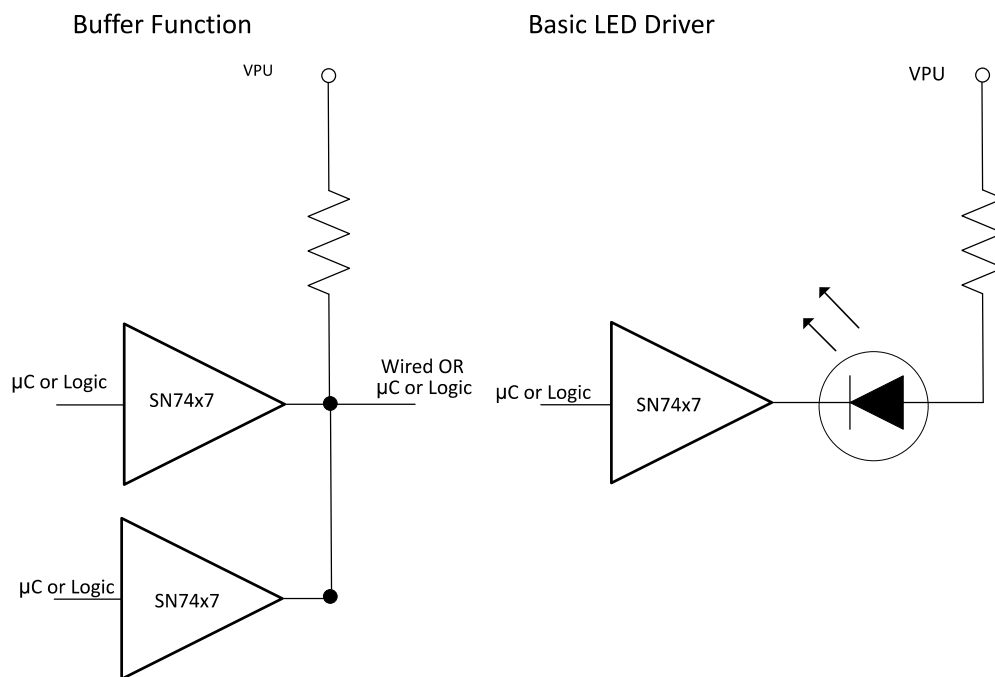 Buffer Function
VPU
µC or Logic
SN74x7
Wired OR
µC or Logic
µC or Logic
SN74x7
Basic LED Driver
VPU
µC or Logic
SN74x7